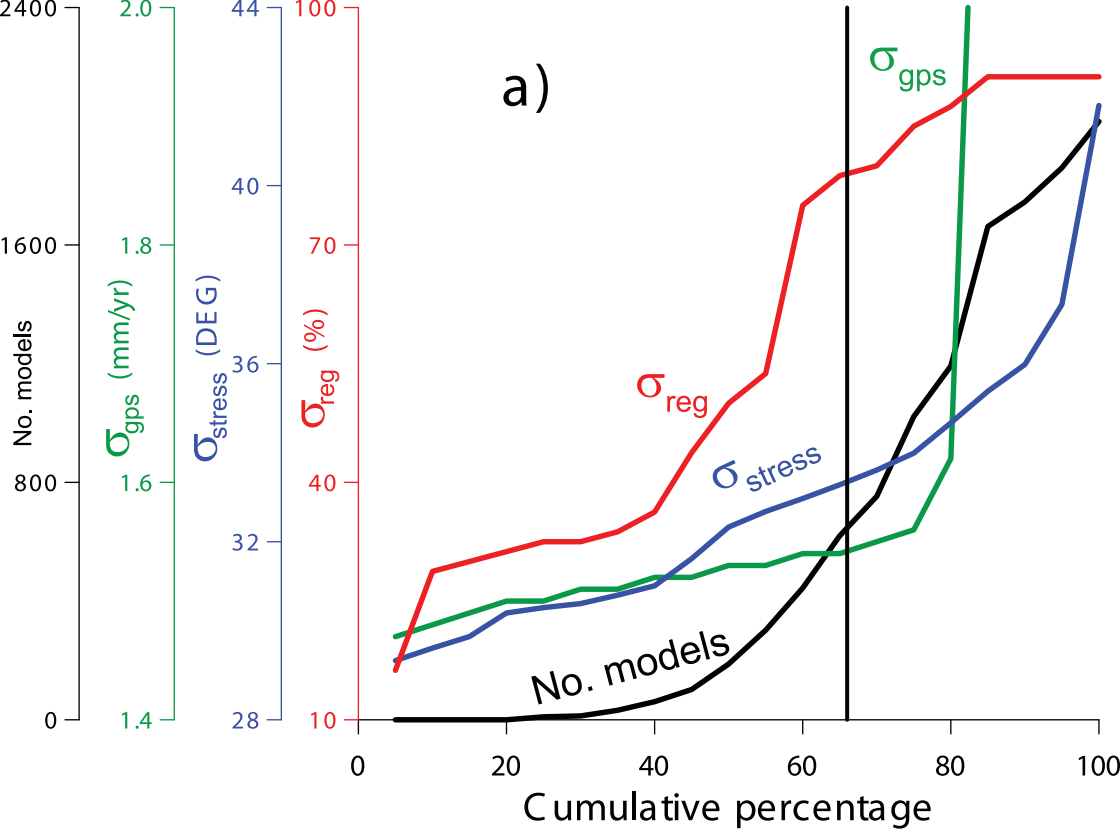 2400
1600
800
0
No. models
2.0
1.8
1.6
1.4
σgps (mm/yr)
44
40
36
32
28
σstress (DEG)
100
70
40
10
σreg (%)
a)
σgps
σreg
σstress
No. models
0 20 40 60 80 100
Cumulative percentage